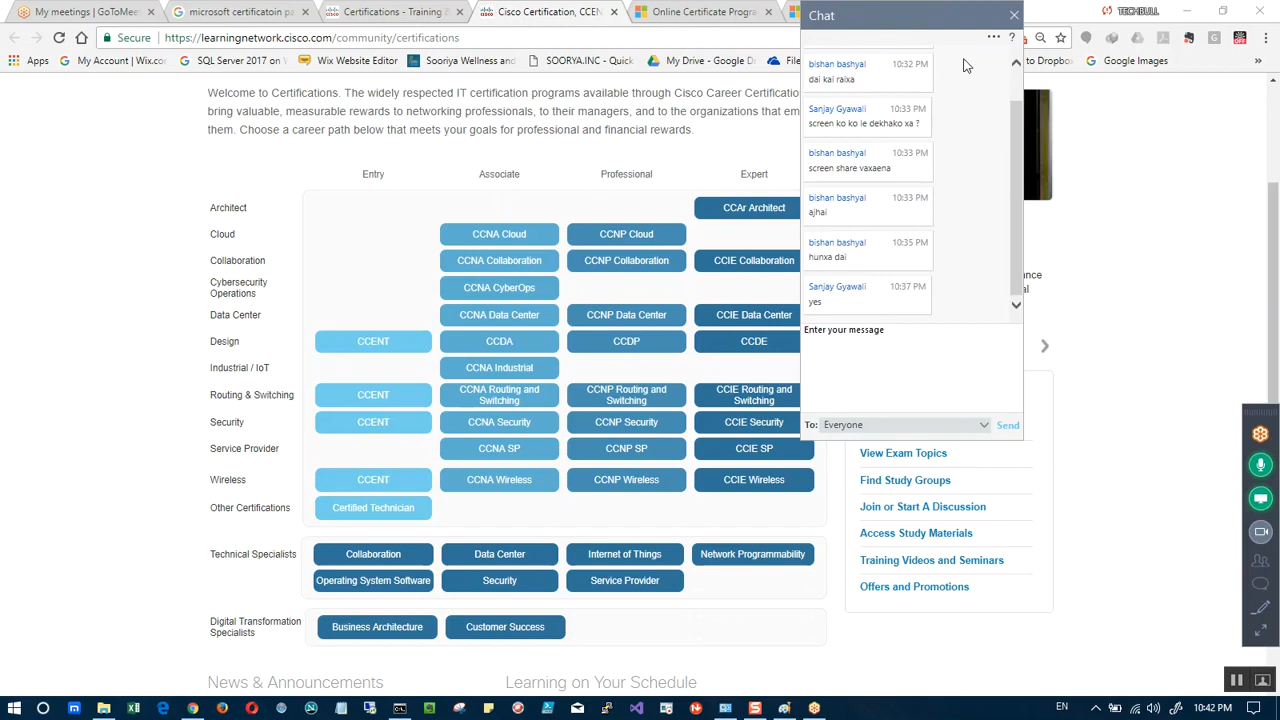 My meetings | GoToMeet
microsoft certificatoin pa
Certifications - Training &
Cisco Certification, CCEN
Online Certificate Progra
TECHBULL
Secure
https://learningnetwork.cisco.com/community/certifications
Apps
My Account
SQL Server 2017 on
Wix Website Editor
Sooriya Wellness and
SOORYA.INC - Google
My Drive - Goo
to Dropbox
Google Images
»
Welcome to Certifications. The widely respected IT certification programs available through Cisco Career Certification
bring valuable, measurable rewards to networking professionals, to their managers, and to the organizations that em
them. Choose a career path below that meets your goals for professional and financial rewards.
Entry
Associate
Professional
Expert
Architect
CCAr Architect
Cloud
CCNA Cloud
CCNP Cloud
Collaboration
CCNA Collaboration
CCNP Collaboration
CCIE Collaboration
Cybersecurity
Operations
CCNA CyberOps
Data Center
CCNA Data Center
CCNP Data Center
CCIE Data Center
Design
CCENT
CCDA
CCDP
CCDE
Industrial / IoT
CCNA Industrial
Routing & Switching
CCENT
CCNA Routing and
Switching
CCNP Routing and
Switching
CCIE Routing and
Switching
Security
CCENT
CCNA Security
CCNP Security
CCIE Security
Service Provider
CCNA SP
CCNP SP
CCIE SP
Wireless
CCENT
CCNA Wireless
CCNP Wireless
CCIE Wireless
Other Certifications
Certified Technician
Technical Specialists
Collaboration
Data Center
Internet of Things
Network Programmability
Operating System Software
Security
Service Provider
Digital Transformation
Specialists
Business Architecture
Customer Success
News & Announcements
Learning on Your Schedule
Chat
?
bishan bashyal 10:32 PM
dai kai raixa
Sanjay Gyawali 10:33 PM
screen ko ko le dekhako xa ?
bishan bashyal 10:33 PM
screen share vaxaena
bishan bashyal 10:33 PM
ajhai
bishan bashyal 10:35 PM
hunxa dai
Sanjay Gyawali 10:37 PM
yes
Enter your message
To: Everyone
Send
ance
al
View Exam Topics
Find Study Groups
Join or Start A Discussion
Access Study Materials
Training Videos and Seminars
Offers and Promotions
EN
10:42 PM